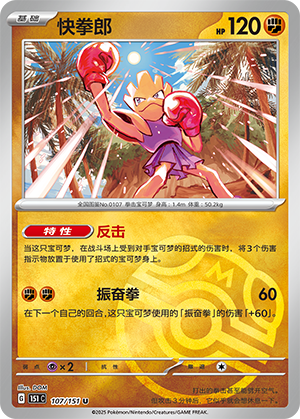 基础
快拳郎
HP 120
全国图鉴No.0107 拳击宝可梦 身高:1.4m 体重:50.2kg
特性 反击
当这只宝可梦,在战斗场上受到对手宝可梦的招式的伤害时,将3个伤害
指示物放置于使用了招式的宝可梦身上。
振奋拳 60
在下一个自己的回合,这只宝可梦使用的「振奋拳」的伤害「+60」。
弱点 ×2 抵抗力 撤退
Illus. DOM
G 151 C 107/151 U
M
©2025 Pokémon/Nintendo/Creatures/GAME FREAK.